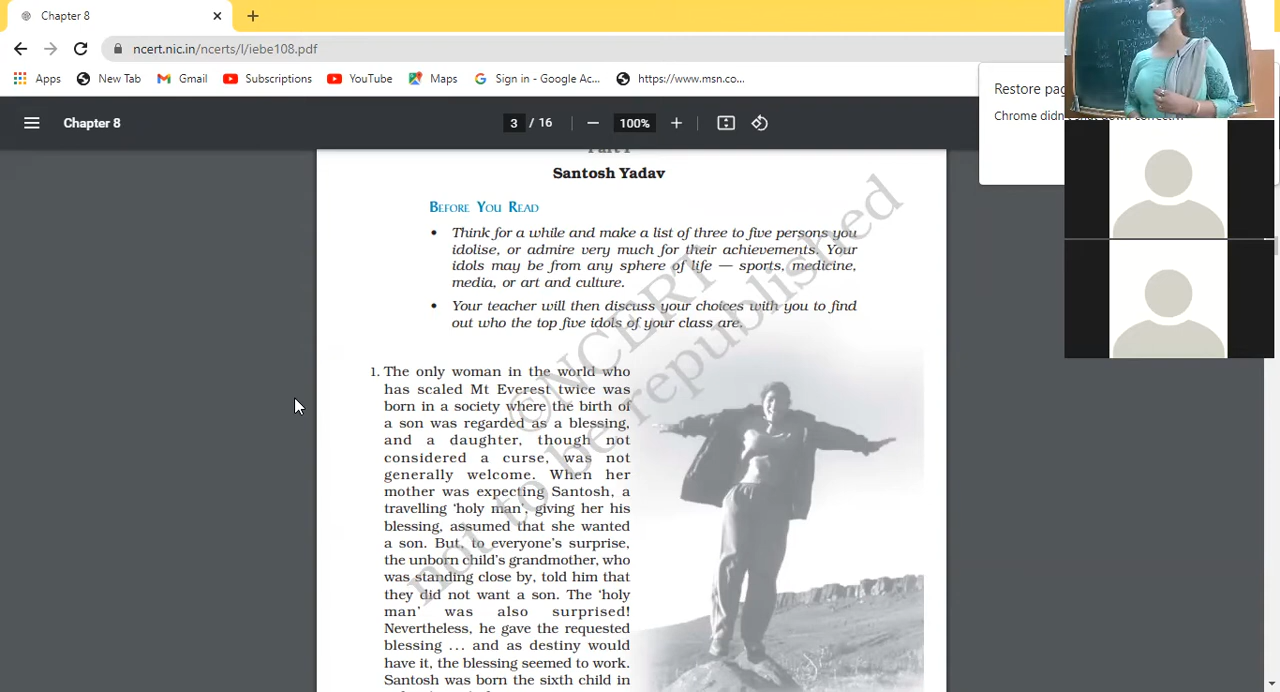 Chapter 8
ncert.nic.in/ncerts/l/iebe108.pdf
Apps New Tab Gmail Subscriptions YouTube Maps Sign in - Google Ac... https://www.msn.co...
Restore pag
Chrome didn
Chapter 8 3 / 16 100%
Part I
Santosh Yadav
BEFORE YOU READ
• Think for a while and make a list of three to five persons you
idolise, or admire very much for their achievements. Your
idols may be from any sphere of life — sports, medicine,
media, or art and culture.
• Your teacher will then discuss your choices with you to find
out who the top five idols of your class are.
1. The only woman in the world who
has scaled Mt Everest twice was
born in a society where the birth of
a son was regarded as a blessing,
and a daughter, though not
considered a curse, was not
generally welcome. When her
mother was expecting Santosh, a
travelling ‘holy man’, giving her his
blessing, assumed that she wanted
a son. But, to everyone’s surprise,
the unborn child’s grandmother, who
was standing close by, told him that
they did not want a son. The ‘holy
man’ was also surprised!
Nevertheless, he gave the requested
blessing ... and as destiny would
have it, the blessing seemed to work.
Santosh was born the sixth child in
©NCERT
not to be republished